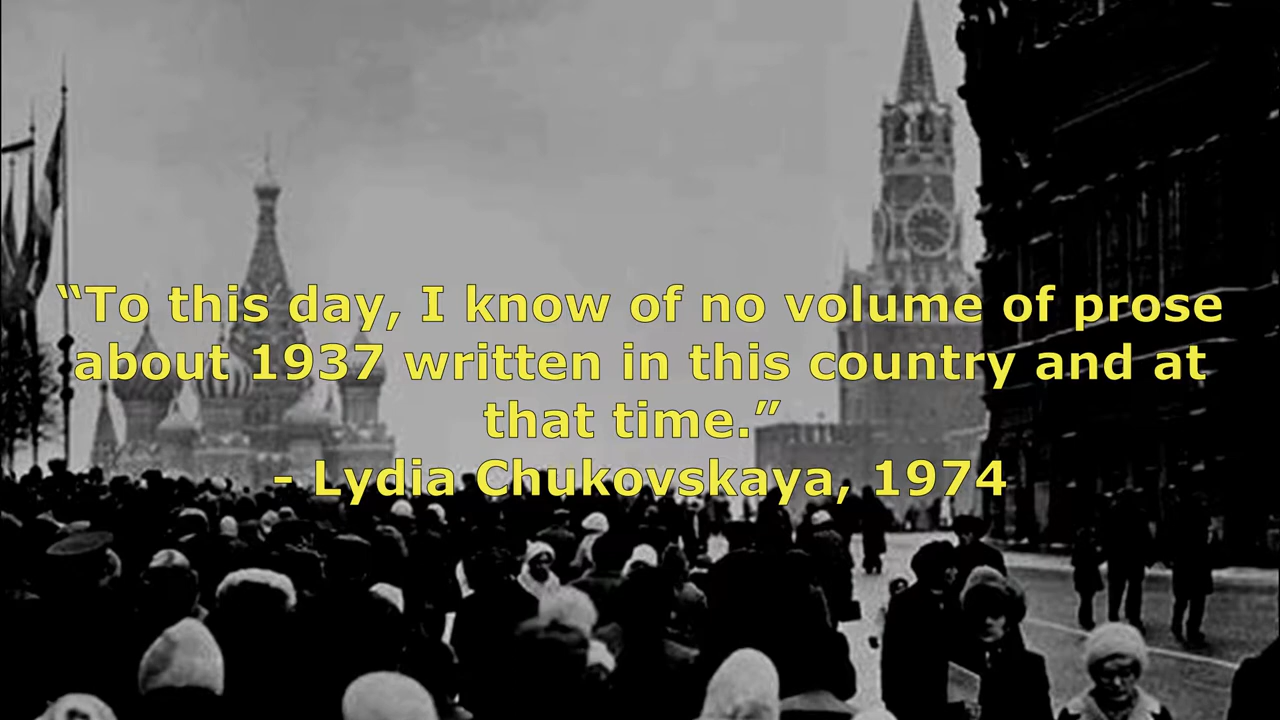 “To this day, I know of no volume of prose
about 1937 written in this country and at
that time.”
- Lydia Chukovskaya, 1974